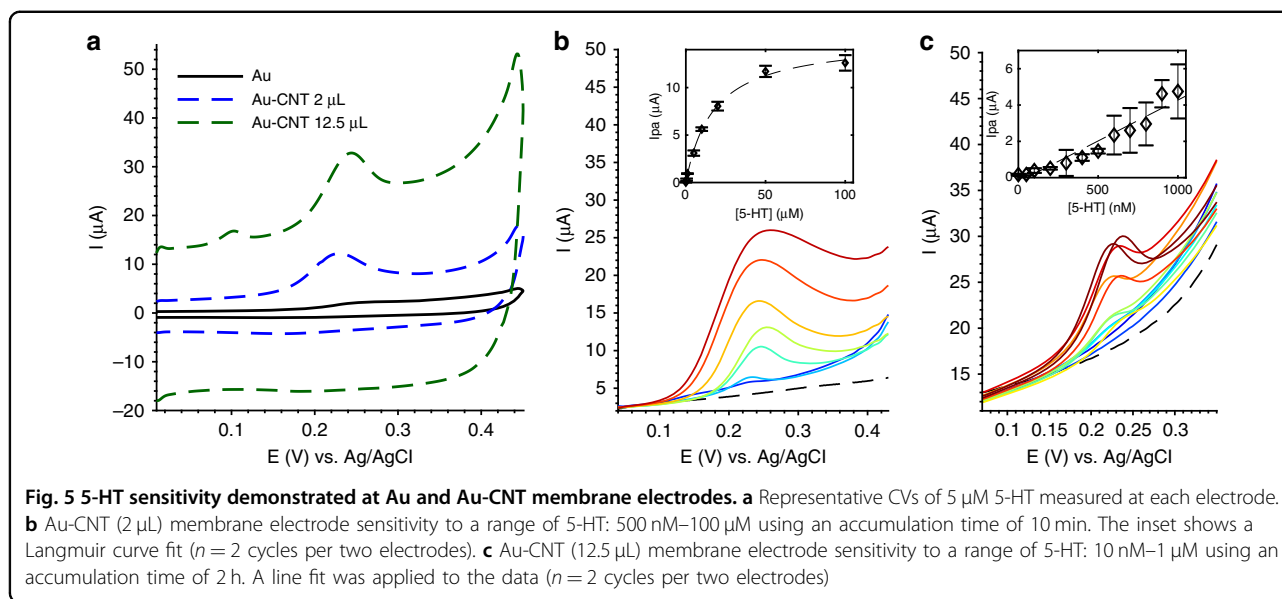 a
50
40
30
20
10
0
−10
−20
I (µA)
0.1 0.2 0.3 0.4
E (V) vs. Ag/AgCl
Au
Au-CNT 2 µL
Au-CNT 12.5 µL
b
50
45
40
35
30
25
20
15
10
5
I (µA)
0.1 0.2 0.3 0.4
E (V) vs. Ag/AgCl
10
5
0
Ipa (µA)
0 50 100
[5-HT] (µM)
c
50
45
40
35
30
25
20
15
I (µA)
0.1 0.15 0.2 0.25 0.3
E (V) vs. Ag/AgCl
6
4
2
0
Ipa (µA)
0 500 1000
[5-HT] (nM)
Fig. 5 5-HT sensitivity demonstrated at Au and Au-CNT membrane electrodes. a Representative CVs of 5 µM 5-HT measured at each electrode.
b Au-CNT (2 µL) membrane electrode sensitivity to a range of 5-HT: 500 nM–100 µM using an accumulation time of 10 min. The inset shows a
Langmuir curve fit (n = 2 cycles per two electrodes). c Au-CNT (12.5 µL) membrane electrode sensitivity to a range of 5-HT: 10 nM–1 µM using an
accumulation time of 2 h. A line fit was applied to the data (n = 2 cycles per two electrodes)